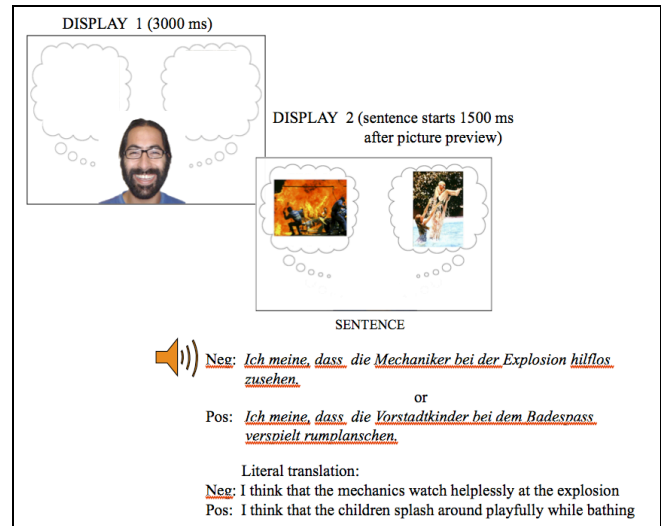 DISPLAY 1 (3000 ms)
DISPLAY 2 (sentence starts 1500 ms
after picture preview)
SENTENCE
Neg: Ich meine, dass die Mechaniker bei der Explosion hilflos
zusehen.
or
Pos: Ich meine, dass die Vorstadtkinder bei dem Badespass
verspielt rumplanschen.
Literal translation:
Neg: I think that the mechanics watch helplessly at the explosion
Pos: I think that the children splash around playfully while bathing